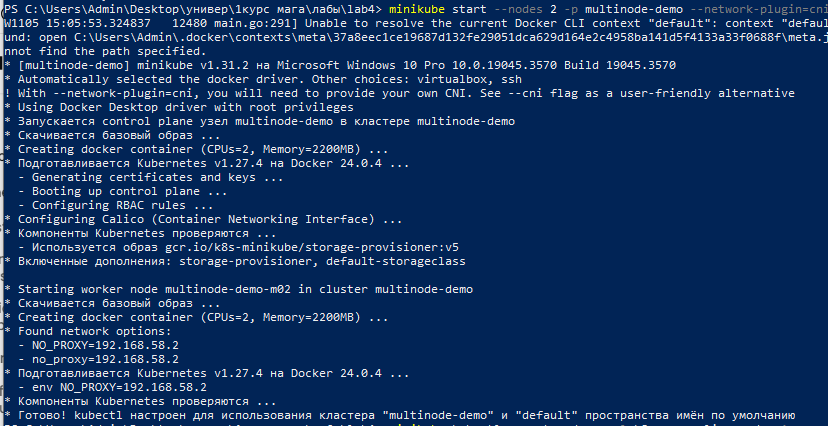 PS C:\Users\Admin\Desktop\универ\1курс мага\лабы\lab4> minikube start --nodes 2 -p multinode-demo --network-plugin=cni
W1105 15:05:53.324837   12480 main.go:291] Unable to resolve the current Docker CLI context "default": context "defau
und: open C:\Users\Admin\.docker\contexts\meta\37a8eec1ce19687d132fe29051dca629d164e2c4958ba141d5f4133a33f0688f\meta.j
nnot find the path specified.
* [multinode-demo] minikube v1.31.2 на Microsoft Windows 10 Pro 10.0.19045.3570 Build 19045.3570
* Automatically selected the docker driver. Other choices: virtualbox, ssh
! With --network-plugin=cni, you will need to provide your own CNI. See --cni flag as a user-friendly alternative
* Using Docker Desktop driver with root privileges
* Запускается control plane узел multinode-demo в кластере multinode-demo
* Скачивается базовый образ ...
* Creating docker container (CPUs=2, Memory=2200MB) ...
* Подготавливается Kubernetes v1.27.4 на Docker 24.0.4 ...
  - Generating certificates and keys ...
  - Booting up control plane ...
  - Configuring RBAC rules ...
* Configuring Calico (Container Networking Interface) ...
* Компоненты Kubernetes проверяются ...
  - Используется образ gcr.io/k8s-minikube/storage-provisioner:v5
* Включенные дополнения: storage-provisioner, default-storageclass
* Starting worker node multinode-demo-m02 in cluster multinode-demo
* Скачивается базовый образ ...
* Creating docker container (CPUs=2, Memory=2200MB) ...
* Found network options:
  - NO_PROXY=192.168.58.2
  - no_proxy=192.168.58.2
* Подготавливается Kubernetes v1.27.4 на Docker 24.0.4 ...
  - env NO_PROXY=192.168.58.2
* Компоненты Kubernetes проверяются ...
* Готово! kubectl настроен для использования кластера "multinode-demo" и "default" пространства имён по умолчанию